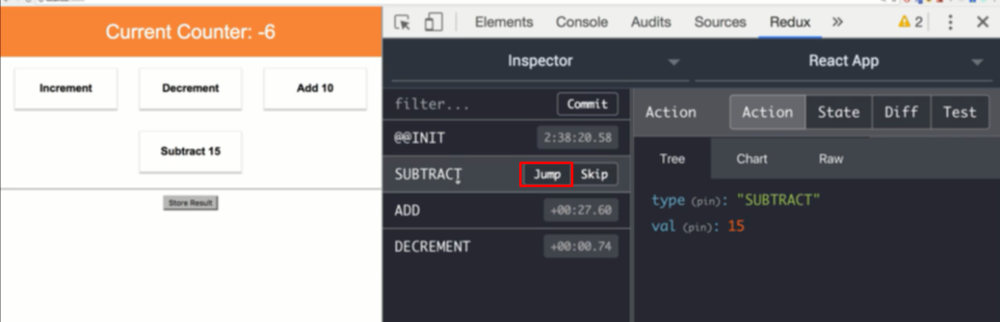 Current Counter: -6
Increment
Decrement
Add 10
Subtract 15
Store Result
Elements Console Audits Sources Redux » 2
Inspector React App
filter... Commit
@@INIT 2:38:20.58
SUBTRACT Jump Skip
ADD +00:27.60
DECREMENT +00:00.74
Action Action State Diff Test
Tree Chart Raw
type (pin): "SUBTRACT"
val (pin): 15